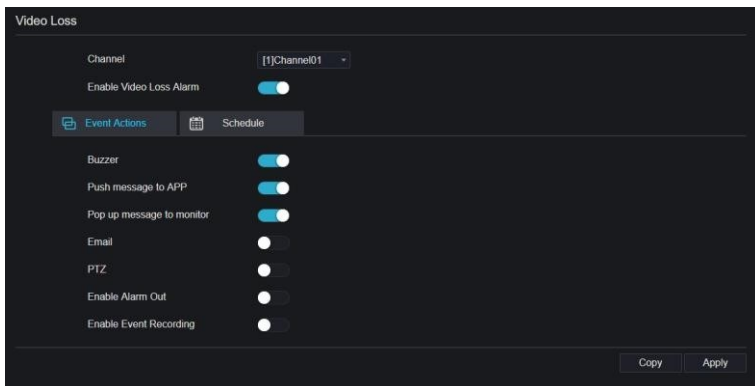 Video Loss
Channel [1]Channel01
Enable Video Loss Alarm
Event Actions Schedule
Buzzer
Push message to APP
Pop up message to monitor
Email
PTZ
Enable Alarm Out
Enable Event Recording
Copy Apply